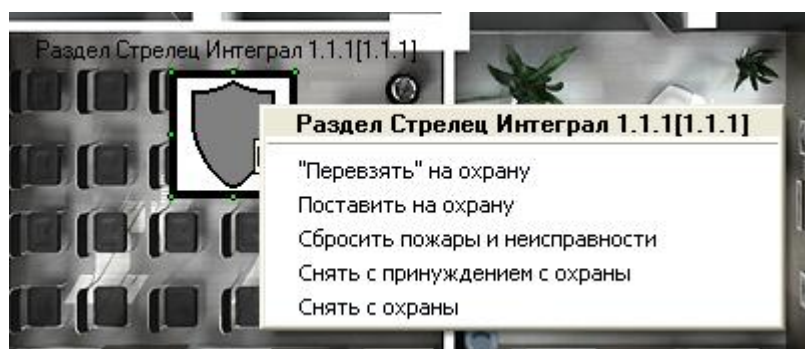 Раздел Стрелец Интеграл 1.1.1[1.1.1]
Раздел Стрелец Интеграл 1.1.1[1.1.1]
"Перевзять" на охрану
Поставить на охрану
Сбросить пожары и неисправности
Снять с принуждением с охраны
Снять с охраны